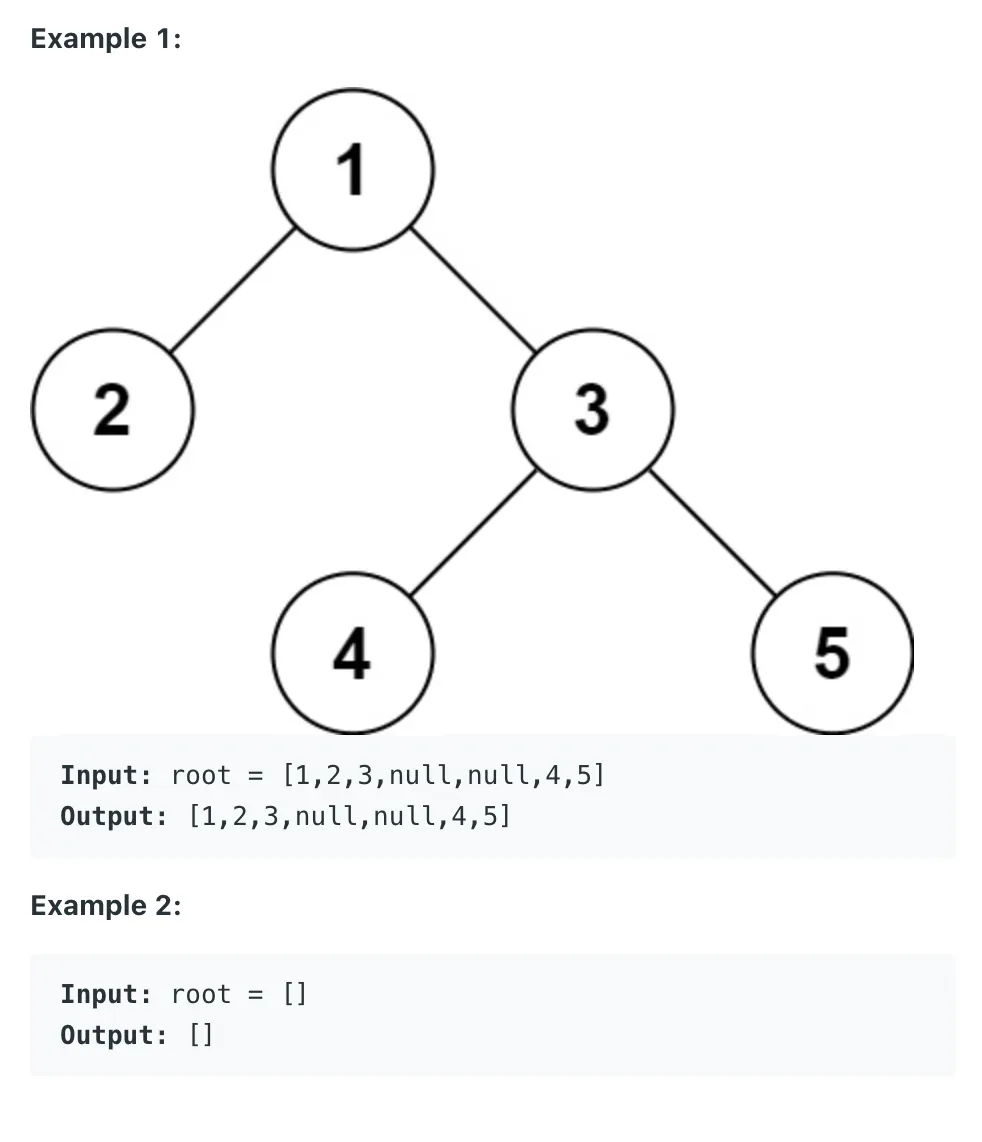 Example 1:
1
2
3
4
5
Input: root = [1,2,3,null,null,4,5]
Output: [1,2,3,null,null,4,5]
Example 2:
Input: root = []
Output: []